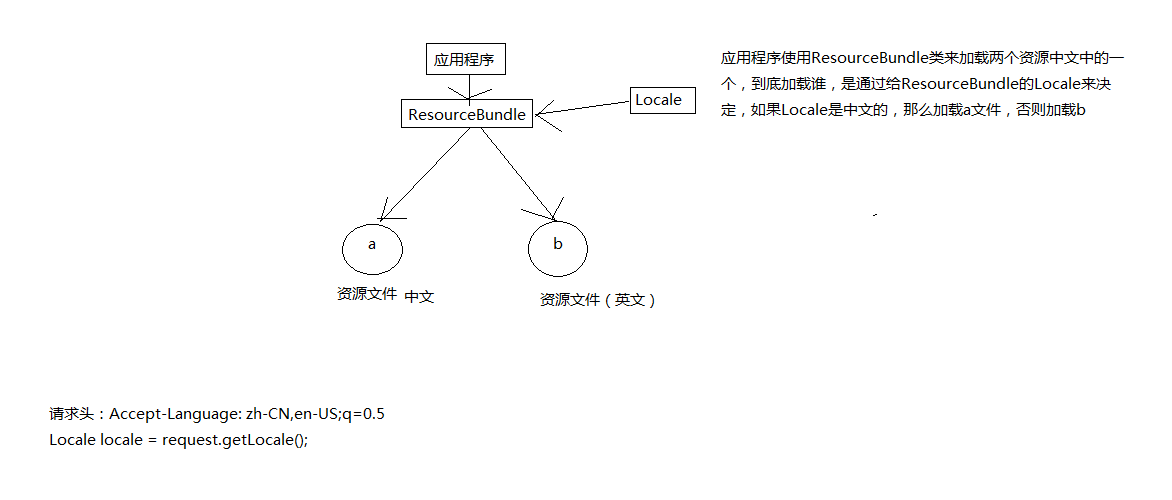 应用程序
应用程序使用ResourceBundle类来加载两个资源中文中的一
个，到底加载谁，是通过给ResourceBundle的Locale来决
定，如果Locale是中文的，那么加载a文件，否则加载b
Locale
ResourceBundle
a
b
资源文件 中文
资源文件（英文）
请求头：Accept-Language: zh-CN,en-US;q=0.5
Locale locale = request.getLocale();